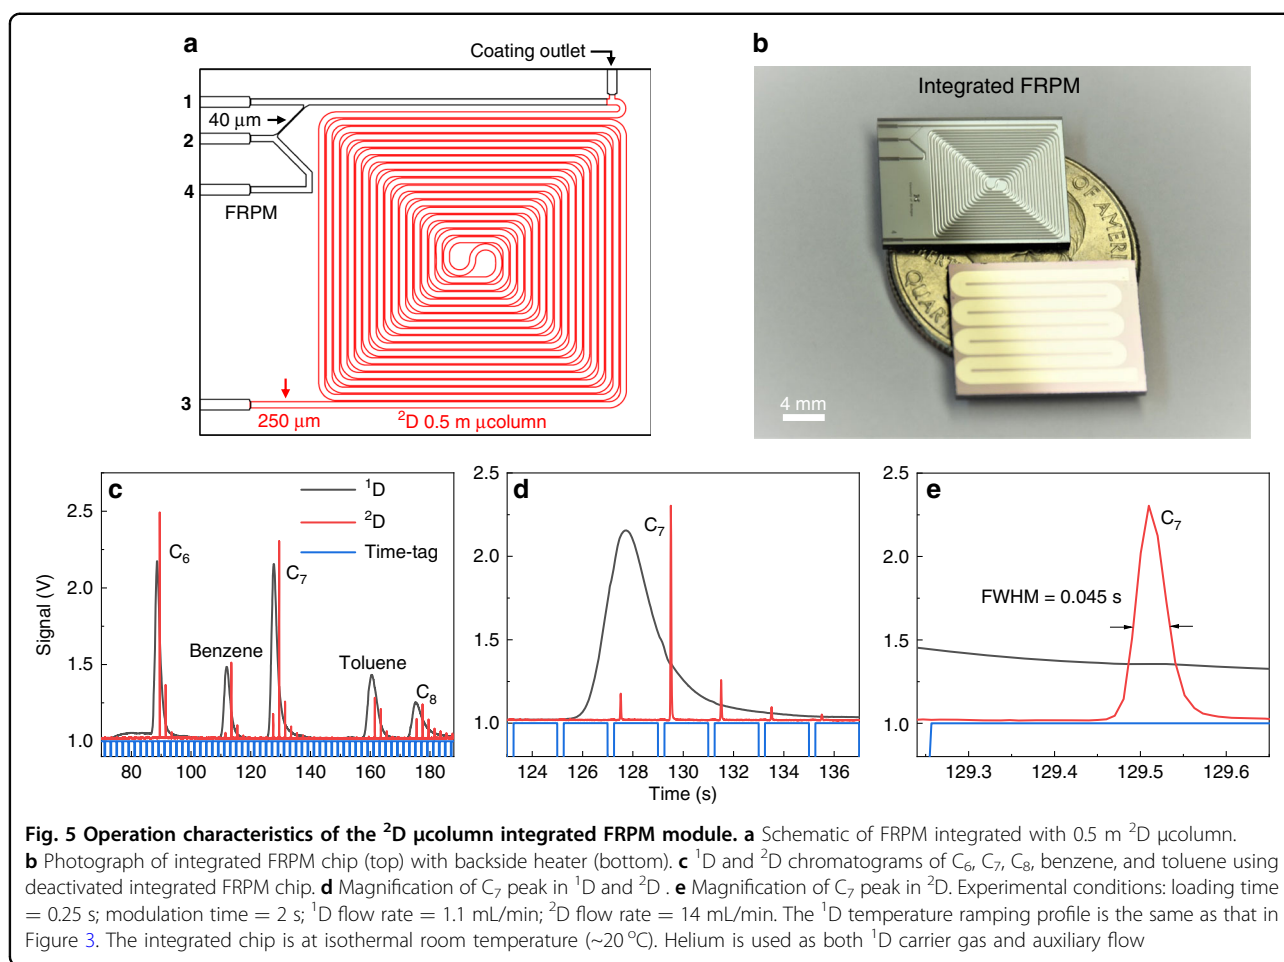 a
Coating outlet
1
40 μm
2
4
FRPM
3
250 μm
²D 0.5 m μcolumn
b
Integrated FRPM
OF AMERI
QUART
4 mm
c
¹D
²D
Time-tag
C₆
C₇
Benzene
Toluene
C₈
Signal (V)
2.5
2.0
1.5
1.0
80 100 120 140 160 180
d
C₇
2.5
2.0
1.5
1.0
124 126 128 130 132 134 136
Time (s)
e
C₇
FWHM = 0.045 s
2.5
2.0
1.5
1.0
129.3 129.4 129.5 129.6
Fig. 5 Operation characteristics of the ²D μcolumn integrated FRPM module. a Schematic of FRPM integrated with 0.5 m ²D μcolumn.
b Photograph of integrated FRPM chip (top) with backside heater (bottom). c ¹D and ²D chromatograms of C₆, C₇, C₈, benzene, and toluene using
deactivated integrated FRPM chip. d Magnification of C₇ peak in ¹D and ²D . e Magnification of C₇ peak in ²D. Experimental conditions: loading time
= 0.25 s; modulation time = 2 s; ¹D flow rate = 1.1 mL/min; ²D flow rate = 14 mL/min. The ¹D temperature ramping profile is the same as that in
Figure 3. The integrated chip is at isothermal room temperature (~20 °C). Helium is used as both ¹D carrier gas and auxiliary flow